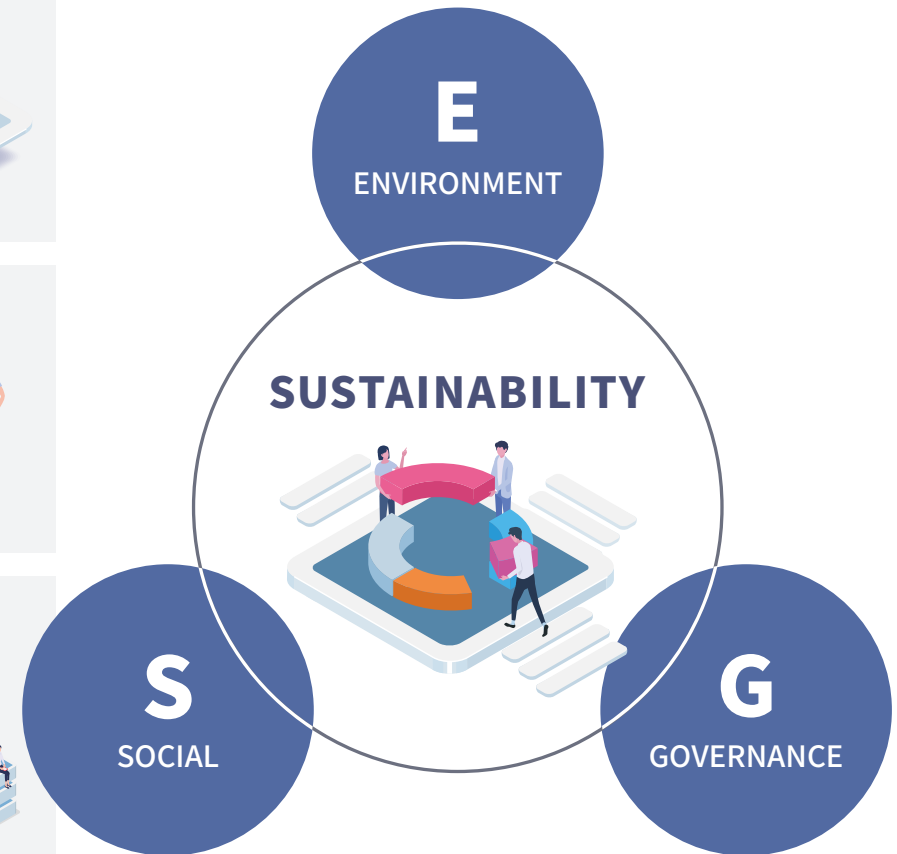 E
ENVIRONMENT
SUSTAINABILITY
S
SOCIAL
G
GOVERNANCE